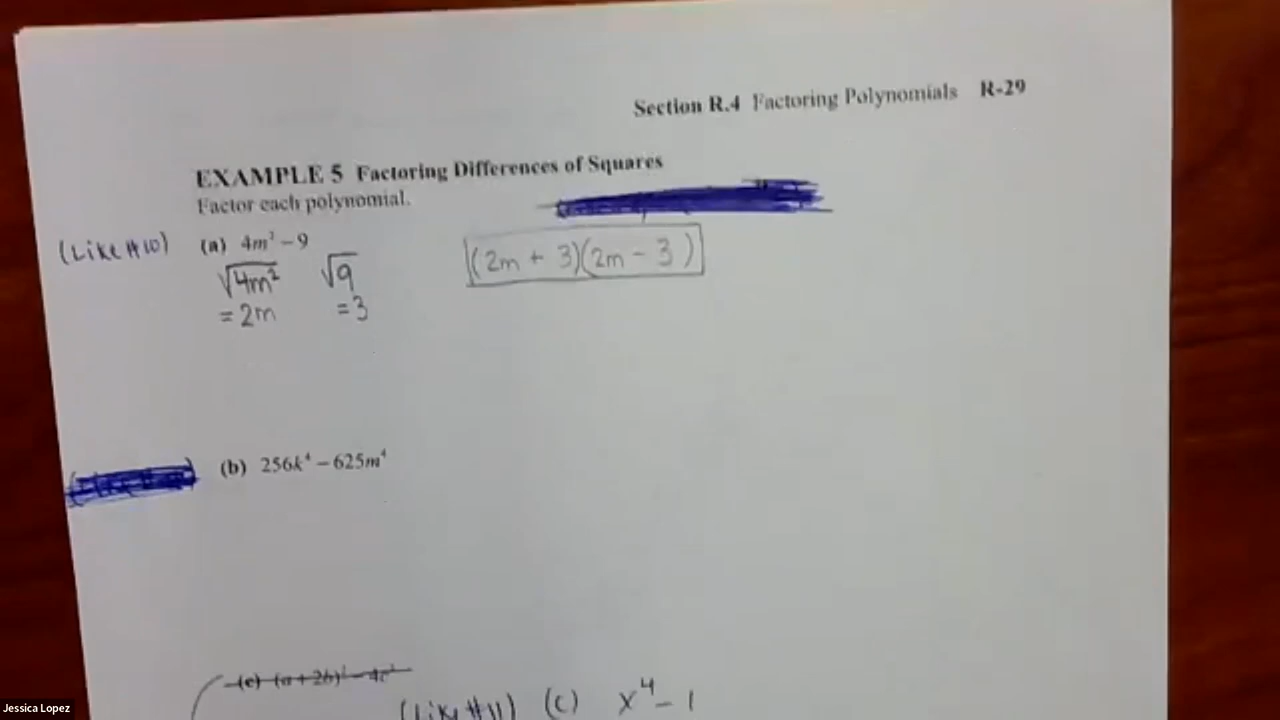 Section R.4 Factoring Polynomials R-29
EXAMPLE 5 Factoring Differences of Squares
Factor each polynomial.
(Like #10) (a) 4m² – 9 (2m + 3)(2m – 3)
√4m² √9
= 2m = 3
(b) 256k⁴ – 625m⁴
(c) (a + 2b)² – 4c²
(Like #11) (c) x⁴ – 1
Jessica Lopez